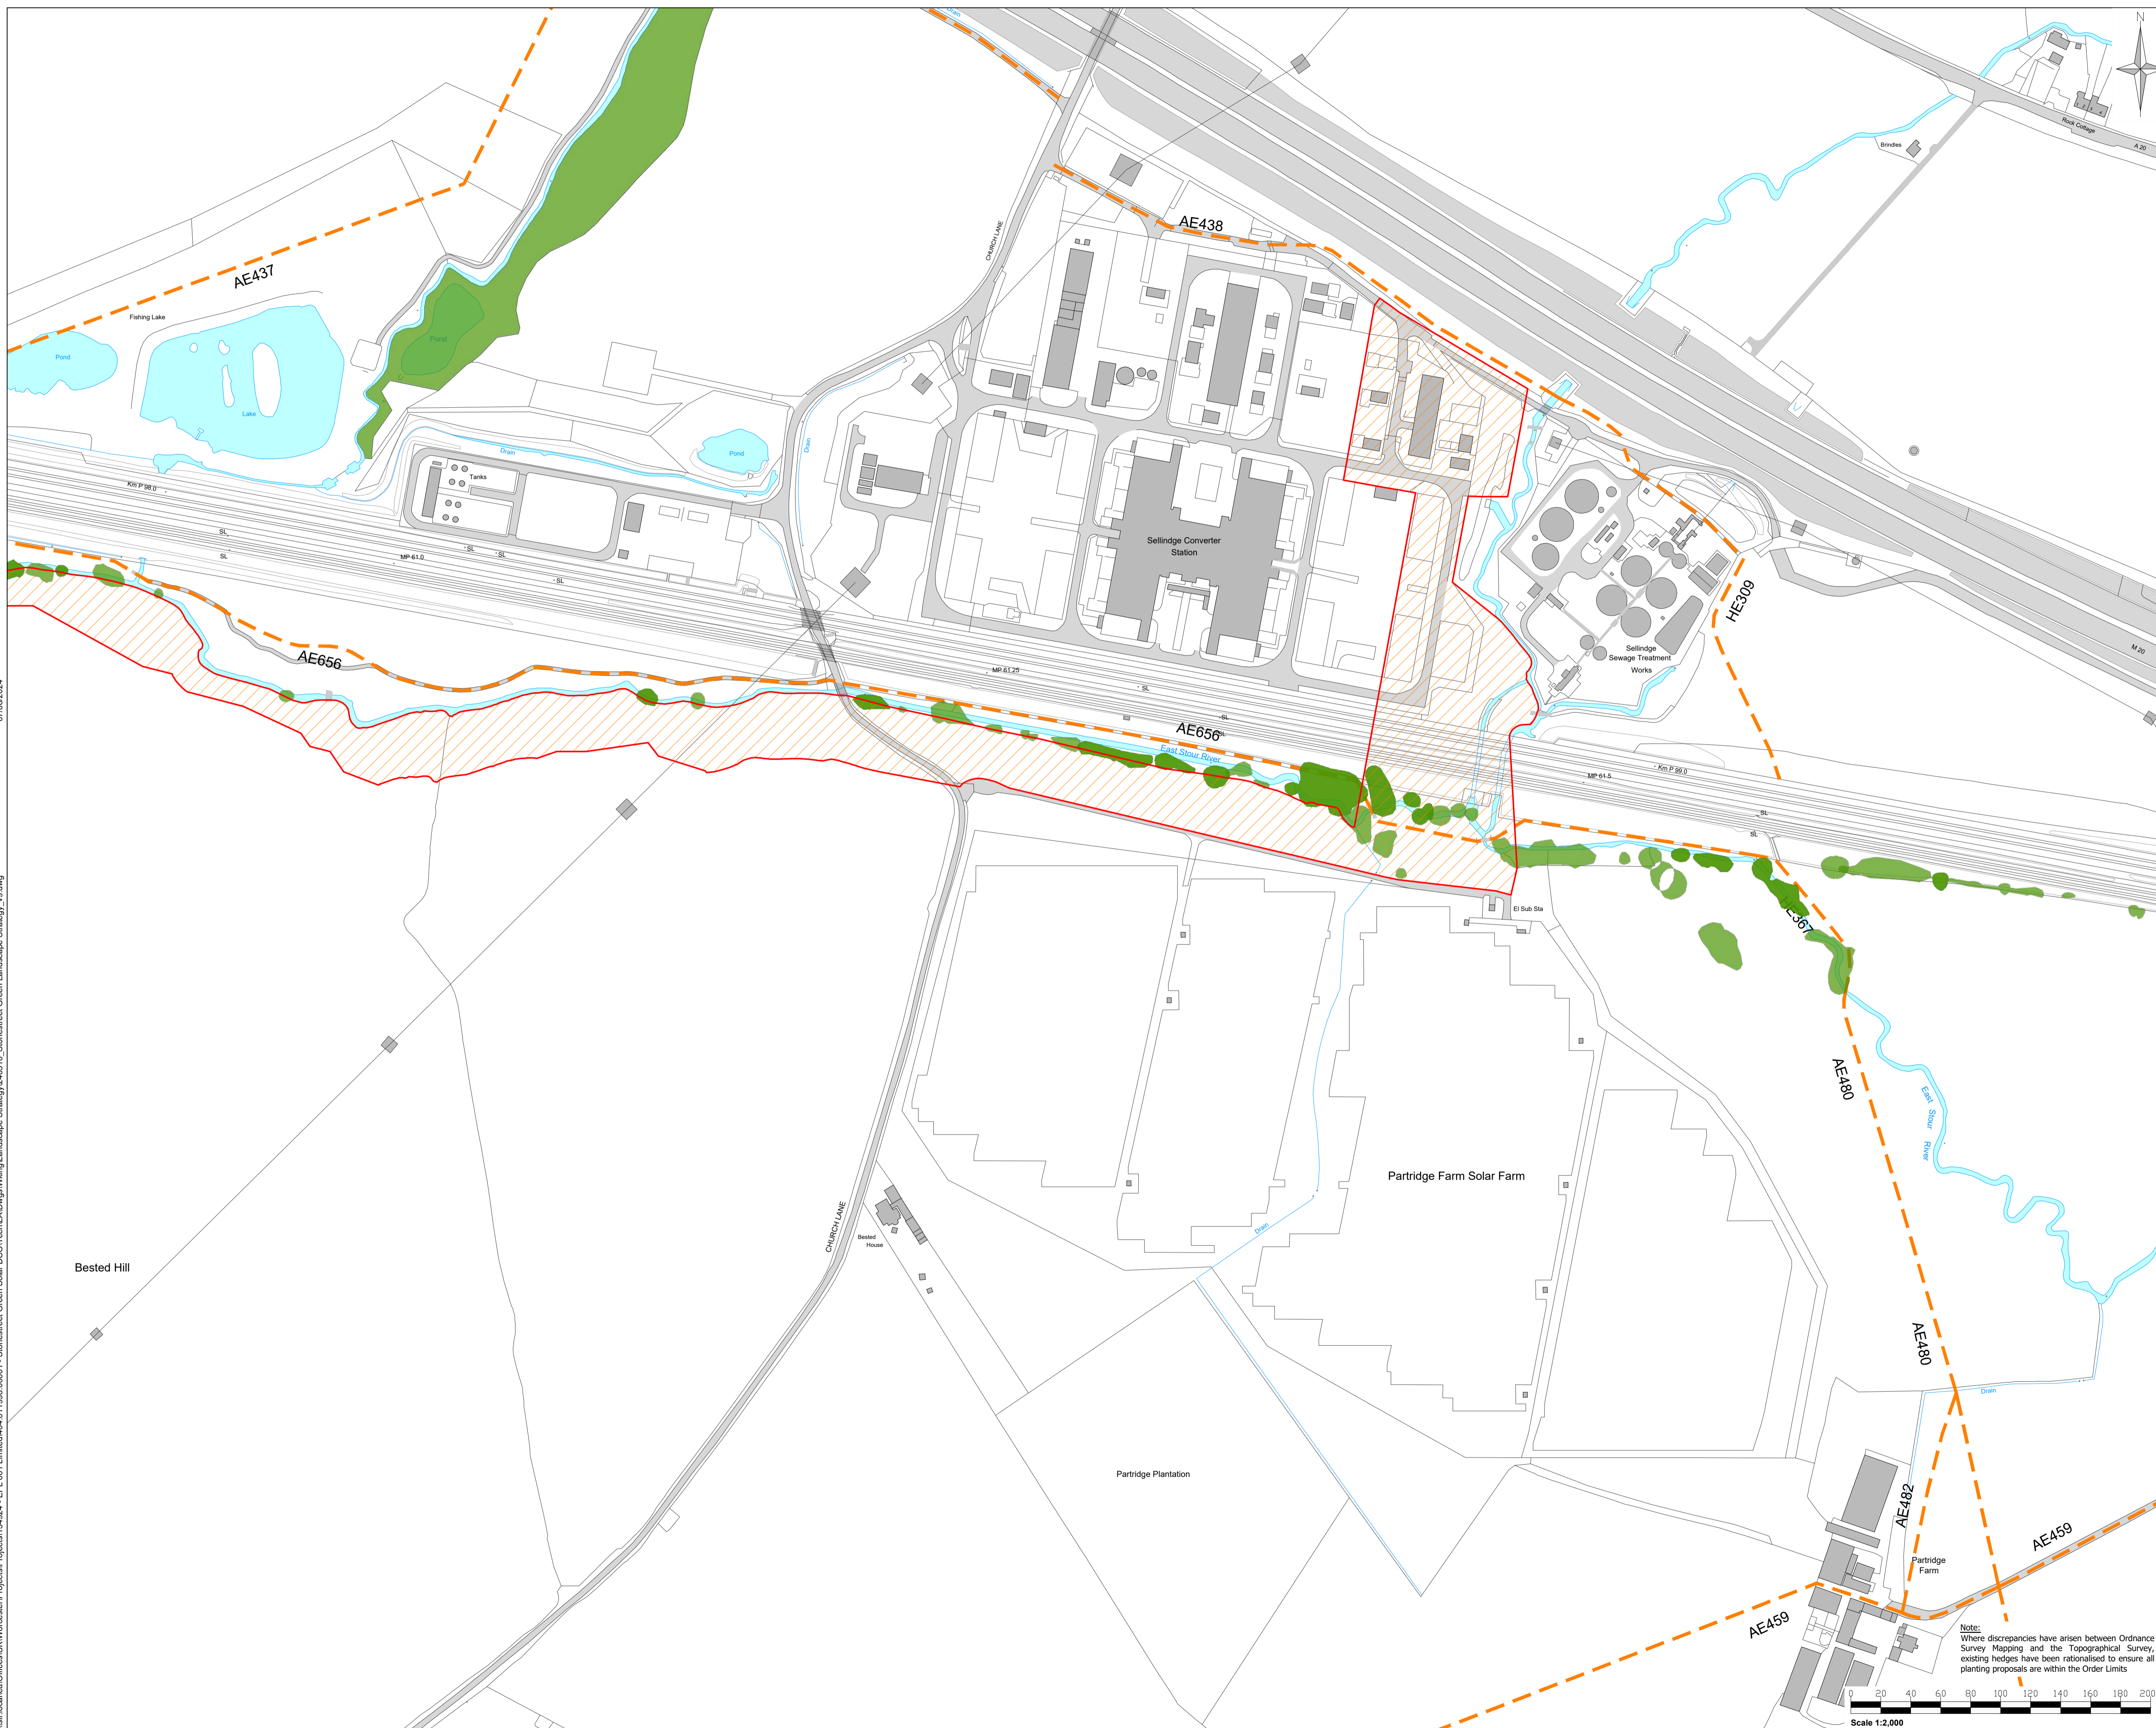 Drain
N
Rock Cottage
A 20
1 2 3 4
Brindles
CHURCH LANE
AE438
AE437
Fishing Lake
Pond
Pond
Lake
Drain
Pond
Drain
Tanks
Km P 98.0
SL
SL
MP 61.0
SL
SL
SL
Sellindge Converter
Station
HE309
Sellindge
Sewage Treatment
Works
M 20
AE656
MP 61.25
SL
AE656
SL
SL
East Stour River
MP 61.5
Km P 99.0
SL
SL
El Sub Sta
HE367
AE480
East Stour River
Partridge Farm Solar Farm
CHURCH LANE
Bested
House
Drain
Bested Hill
AE480
Drain
Partridge Plantation
AE482
AE459
Partridge
Farm
AE459
Note:
Where discrepancies have arisen between Ordnance
Survey Mapping and the Topographical Survey,
existing hedges have been rationalised to ensure all
planting proposals are within the Order Limits
0 20 40 60 80 100 120 140 160 180 200
Scale 1:2,000